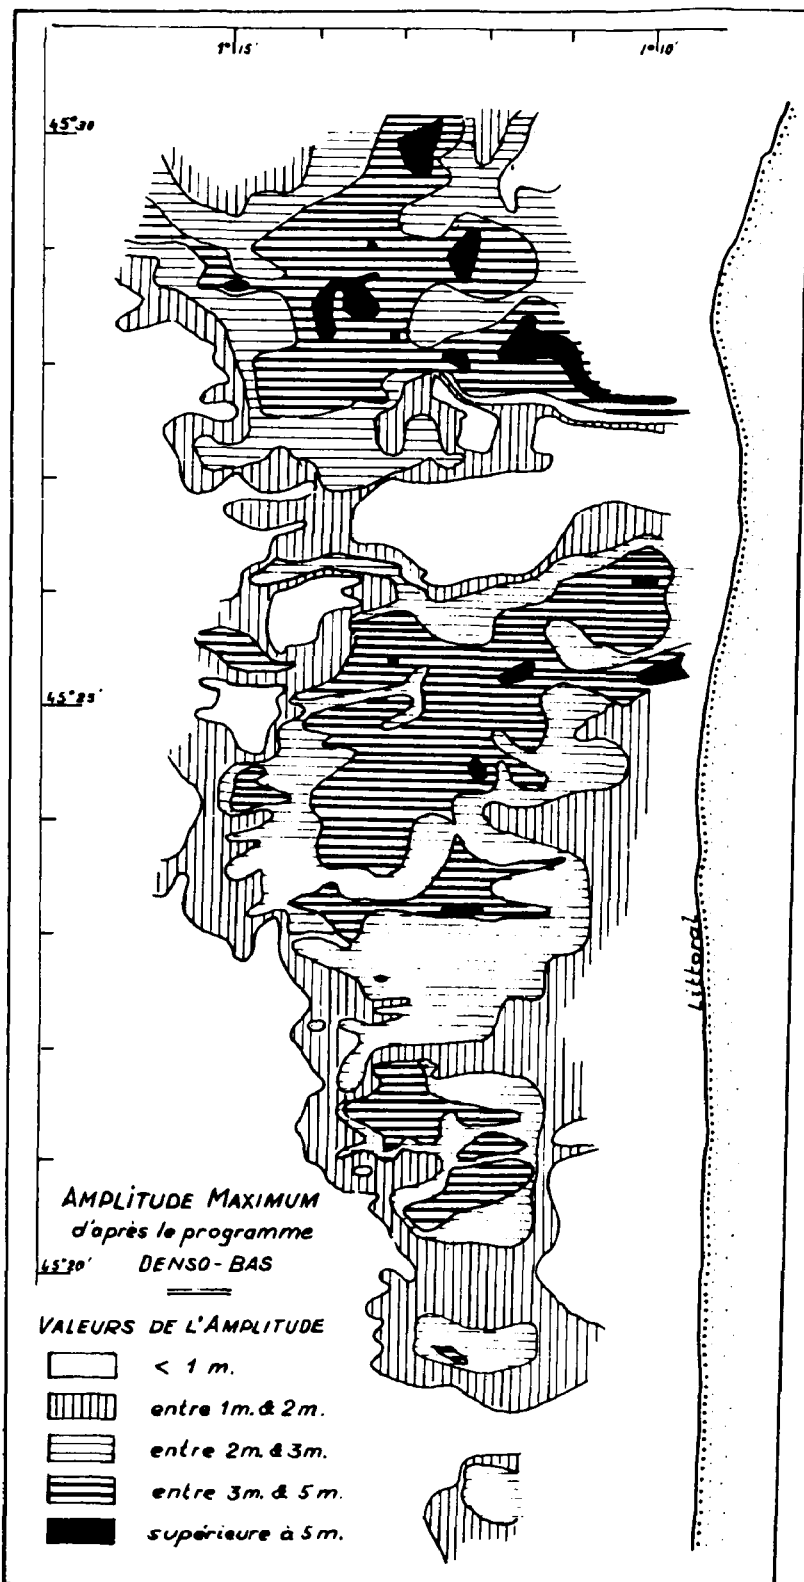 1° 15'
1° 10'
45° 30
45° 25'
Littoral
AMPLITUDE MAXIMUM
d'après le programme
DENSO-BAS
45° 20'
VALEURS DE L'AMPLITUDE
< 1 m.
entre 1m. & 2m.
entre 2m. & 3m.
entre 3m. & 5m.
supérieure à 5m.